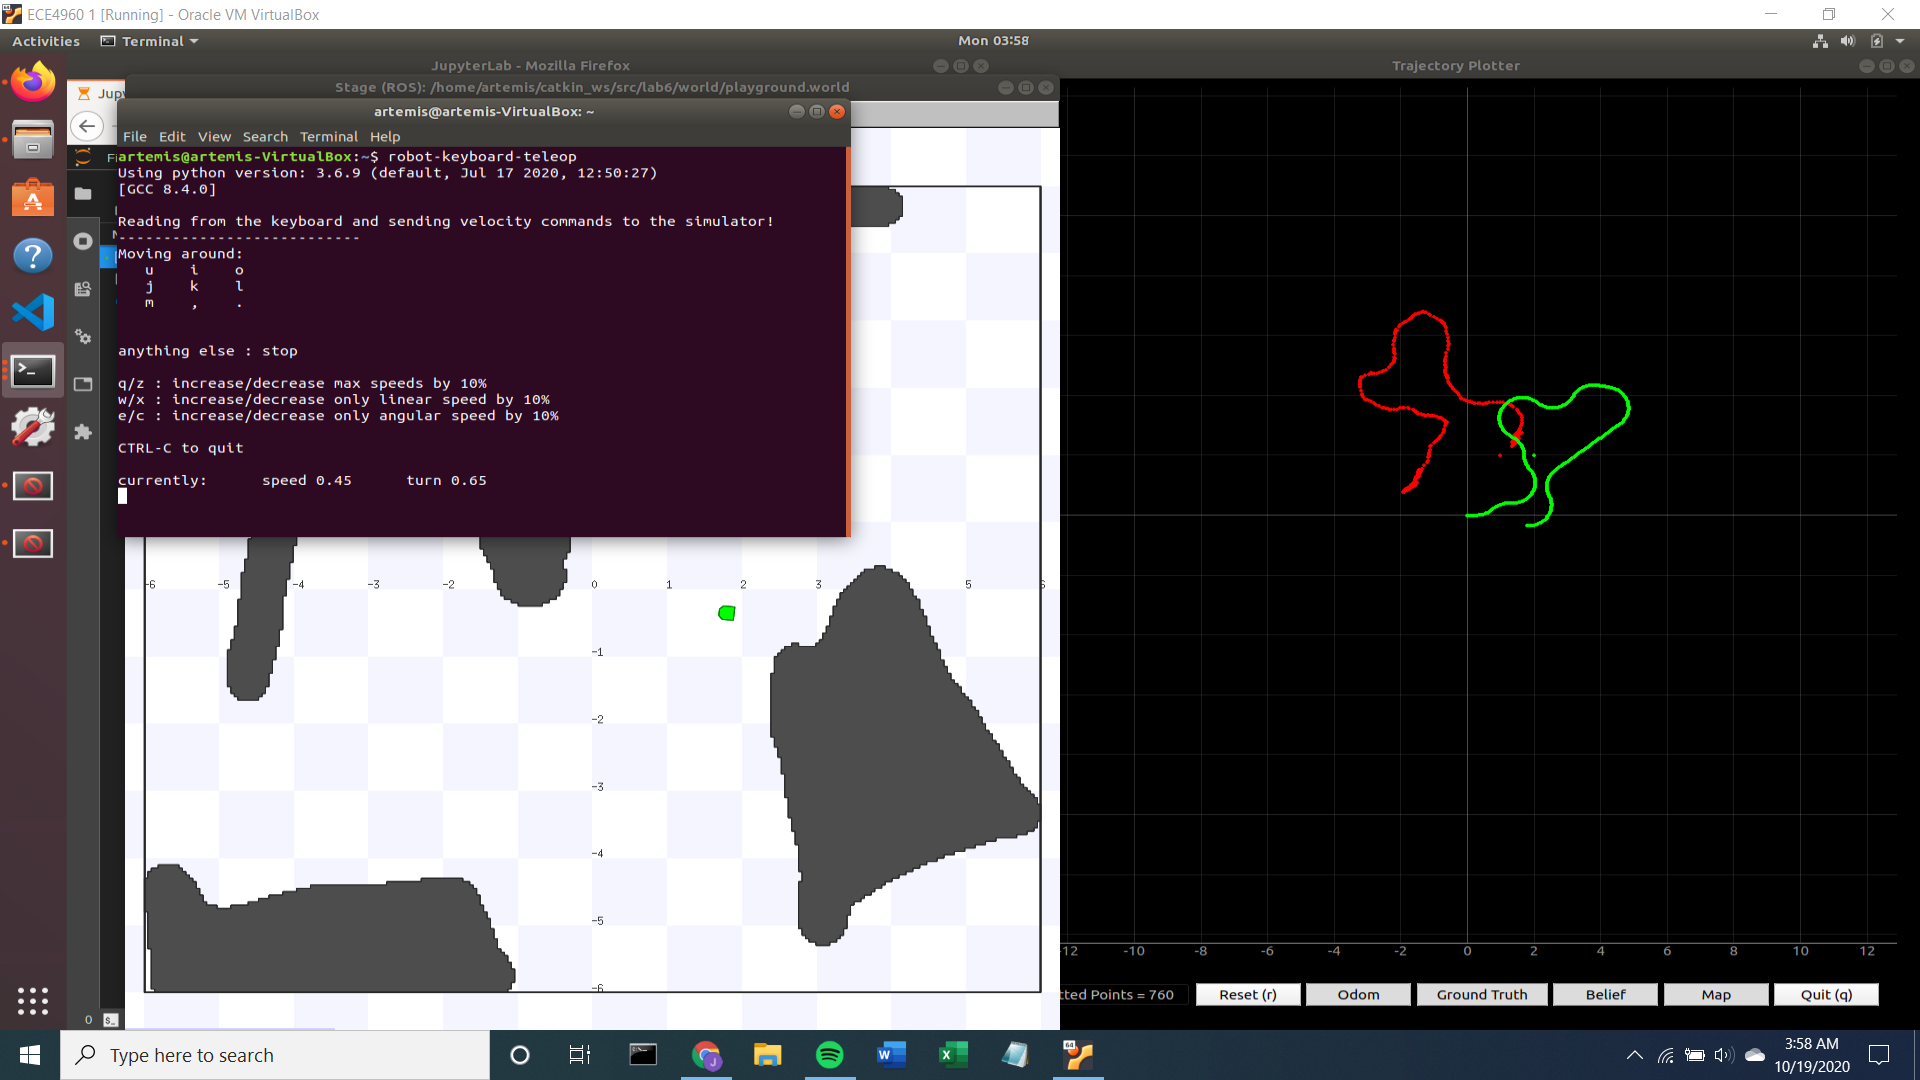 ECE4960 1 [Running] - Oracle VM VirtualBox
Activities
Terminal
Mon 03:58
JupyterLab - Mozilla Firefox
Trajectory Plotter
Stage (ROS): /home/artemis/catkin_ws/src/lab6/world/playground.world
artemis@artemis-VirtualBox: ~
File Edit View Search Terminal Help
artemis@artemis-VirtualBox:~$ robot-keyboard-teleop
Using python version: 3.6.9 (default, Jul 17 2020, 12:50:27)
[GCC 8.4.0]
Reading from the keyboard and sending velocity commands to the simulator!
---------------------------
Moving around:
u i o
j k l
m , .
anything else : stop
q/z : increase/decrease max speeds by 10%
w/x : increase/decrease only linear speed by 10%
e/c : increase/decrease only angular speed by 10%
CTRL-C to quit
currently: speed 0.45 turn 0.65
-6 -5 -4 -3 -2 0 1 2 3 5 6
-1
-2
-3
-4
-5
-6
-12 -10 -8 -6 -4 -2 0 2 4 6 8 10 12
tted Points = 760
Reset (r)
Odom
Ground Truth
Belief
Map
Quit (q)
0
Type here to search
3:58 AM
10/19/2020